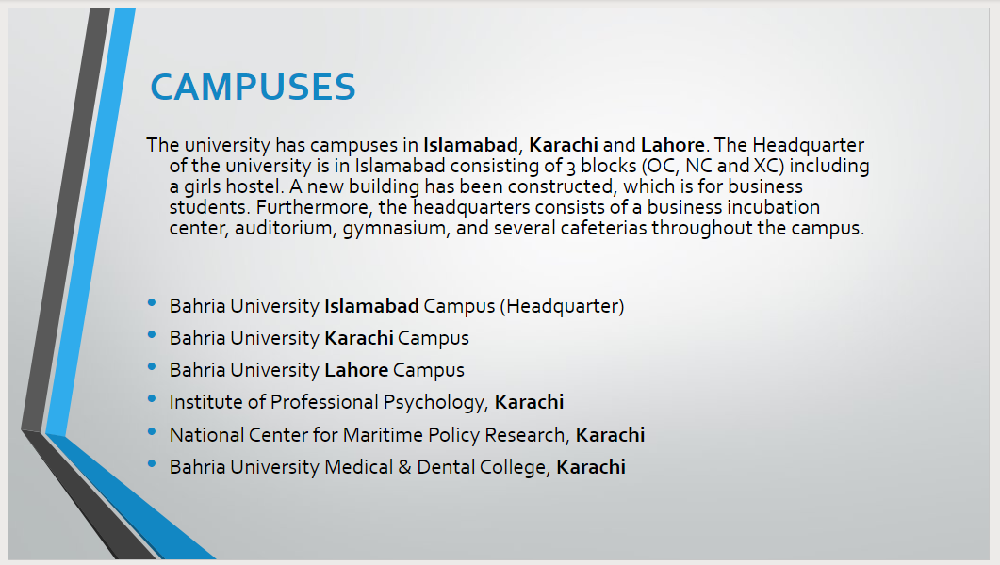 CAMPUSES
The university has campuses in Islamabad, Karachi and Lahore. The Headquarter
of the university is in Islamabad consisting of 3 blocks (OC, NC and XC) including
a girls hostel. A new building has been constructed, which is for business
students. Furthermore, the headquarters consists of a business incubation
center, auditorium, gymnasium, and several cafeterias throughout the campus.
• Bahria University Islamabad Campus (Headquarter)
• Bahria University Karachi Campus
• Bahria University Lahore Campus
• Institute of Professional Psychology, Karachi
• National Center for Maritime Policy Research, Karachi
• Bahria University Medical & Dental College, Karachi